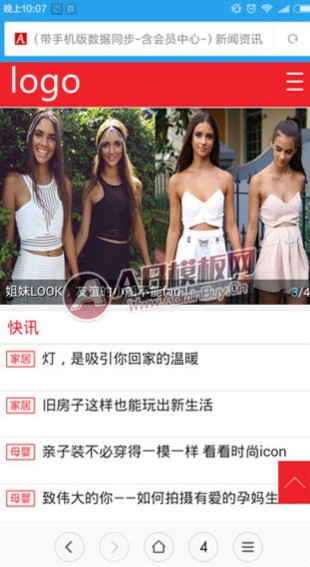 晚上10:07
(带手机版数据同步-含会员中心-) 新闻资讯
logo
AB模板网
姐妹LOOK，友谊的小船不能fan
3/4
快讯
家居 灯，是吸引你回家的温暖
家居 旧房子这样也能玩出新生活
母婴 亲子装不必穿得一模一样 看看时尚icon
母婴 致伟大的你——如何拍摄有爱的孕妈生
4